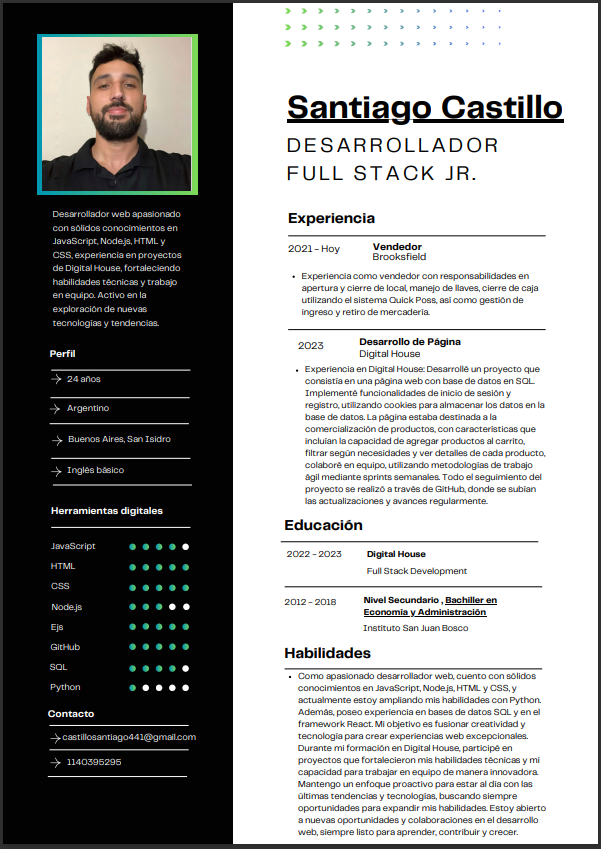 Santiago Castillo
DESARROLLADOR
FULL STACK JR.
Desarrollador web apasionado
con sólidos conocimientos en
JavaScript, Node.js, HTML y
CSS, experiencia en proyectos
de Digital House, fortaleciendo
habilidades técnicas y trabajo
en equipo. Activo en la
exploración de nuevas
tecnologías y tendencias.
Perfil
24 años
Argentino
Buenos Aires, San Isidro
Inglés básico
Herramientas digitales
JavaScript
HTML
CSS
Node.js
Ejs
GitHub
SQL
Python
Contacto
castillosantiago441@gmail.com
1140395295
Experiencia
2021 - Hoy Vendedor
Brooksfield
• Experiencia como vendedor con responsabilidades en
apertura y cierre de local, manejo de llaves, cierre de caja
utilizando el sistema Quick Poss, así como gestión de
ingreso y retiro de mercadería.
2023 Desarrollo de Página
Digital House
• Experiencia en Digital House: Desarrollé un proyecto que
consistía en una página web con base de datos en SQL.
Implementé funcionalidades de inicio de sesión y
registro, utilizando cookies para almacenar los datos en la
base de datos. La página estaba destinada a la
comercialización de productos, con características que
incluían la capacidad de agregar productos al carrito,
filtrar según necesidades y ver detalles de cada producto,
colaboré en equipo, utilizando metodologías de trabajo
ágil mediante sprints semanales. Todo el seguimiento del
proyecto se realizó a través de GitHub, donde se subían
las actualizaciones y avances regularmente.
Educación
2022 - 2023 Digital House
Full Stack Development
2012 - 2018 Nivel Secundario , Bachiller en
Economía y Administración
Instituto San Juan Bosco
Habilidades
• Como apasionado desarrollador web, cuento con sólidos
conocimientos en JavaScript, Node.js, HTML y CSS, y
actualmente estoy ampliando mis habilidades con Python.
Además, poseo experiencia en bases de datos SQL y en el
framework React. Mi objetivo es fusionar creatividad y
tecnología para crear experiencias web excepcionales.
Durante mi formación en Digital House, participé en
proyectos que fortalecieron mis habilidades técnicas y mi
capacidad para trabajar en equipo de manera innovadora.
Mantengo un enfoque proactivo para estar al día con las
últimas tendencias y tecnologías, buscando siempre
oportunidades para expandir mis habilidades. Estoy abierto
a nuevas oportunidades y colaboraciones en el desarrollo
web, siempre listo para aprender, contribuir y crecer.